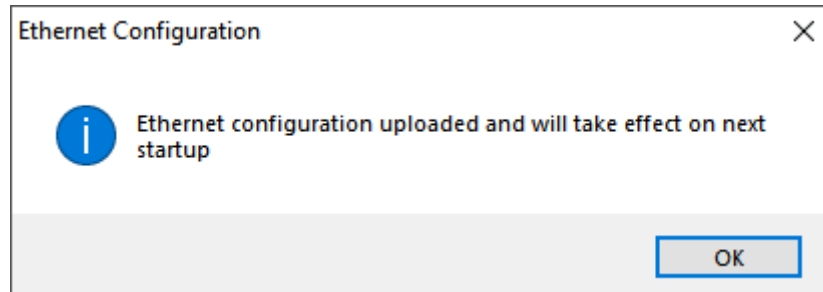 Ethernet Configuration
Ethernet configuration uploaded and will take effect on next
startup
OK